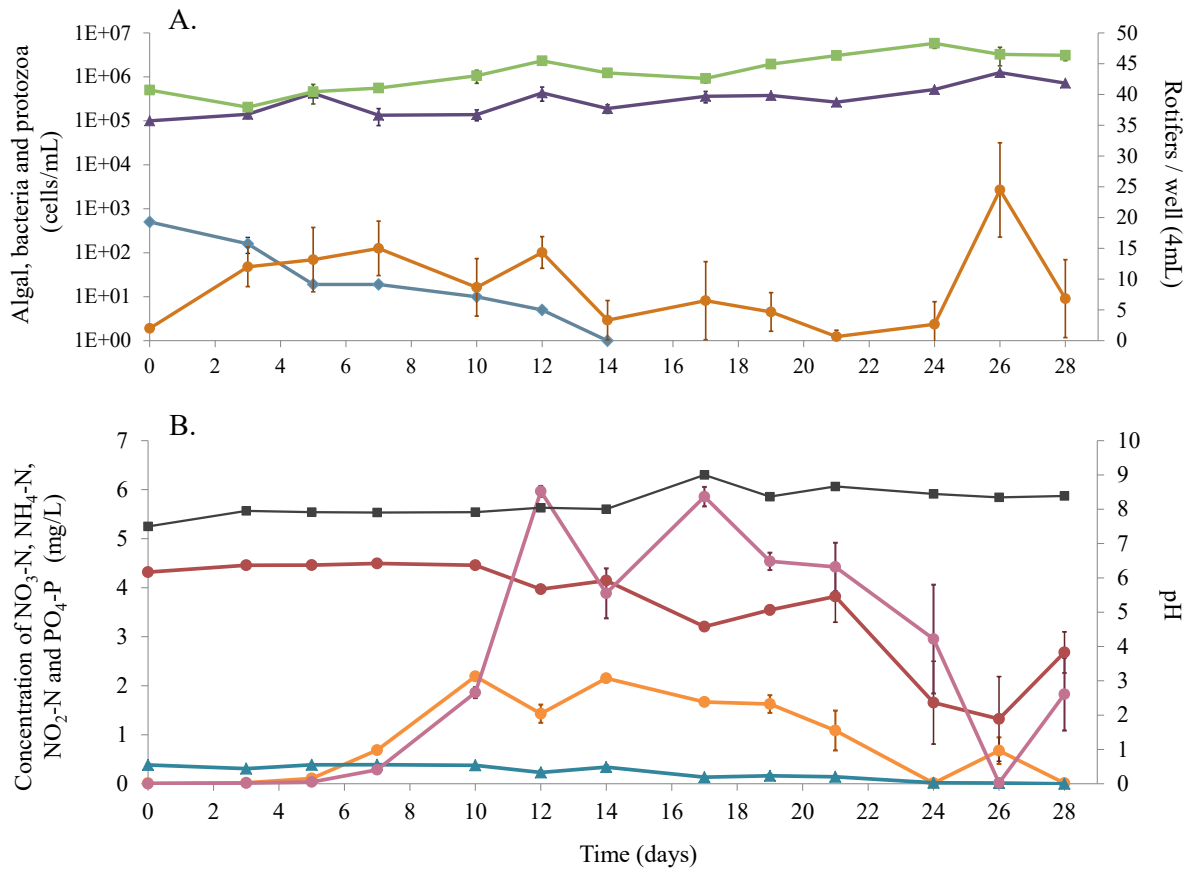 A.
Algal, bacteria and protozoa
(cells/mL)
1E+07
1E+06
1E+05
1E+04
1E+03
1E+02
1E+01
1E+00
50
45
40
35
30
25
20
15
10
5
0
Rotifers / well (4mL)
0 2 4 6 8 10 12 14 16 18 20 22 24 26 28
B.
Concentration of NO3-N, NH4-N,
NO2-N and PO4-P (mg/L)
7
6
5
4
3
2
1
0
10
9
8
7
6
5
4
3
2
1
0
pH
0 2 4 6 8 10 12 14 16 18 20 22 24 26 28
Time (days)